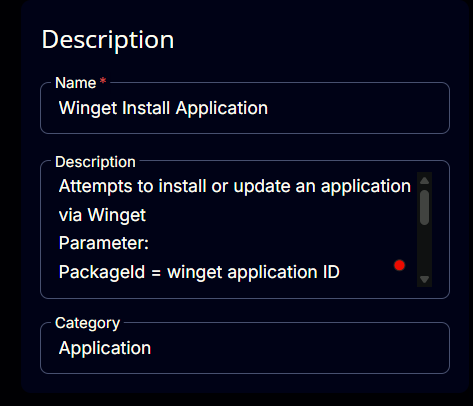 Description
Name *
Winget Install Application
Description
Attempts to install or update an application
via Winget
Parameter:
PackageId = winget application ID
Category
Application